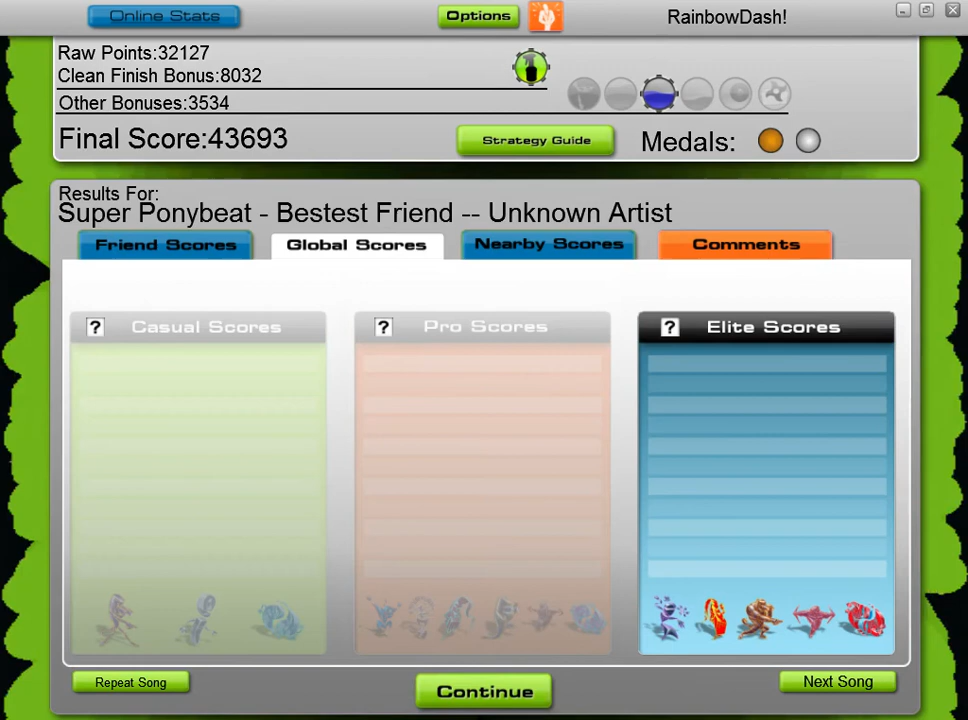 Online Stats
Options
RainbowDash!
Raw Points:32127
Clean Finish Bonus:8032
Other Bonuses:3534
Final Score:43693
Strategy Guide
Medals:
Results For:
Super Ponybeat - Bestest Friend -- Unknown Artist
Friend Scores
Global Scores
Nearby Scores
Comments
? Casual Scores
? Pro Scores
? Elite Scores
Repeat Song
Continue
Next Song